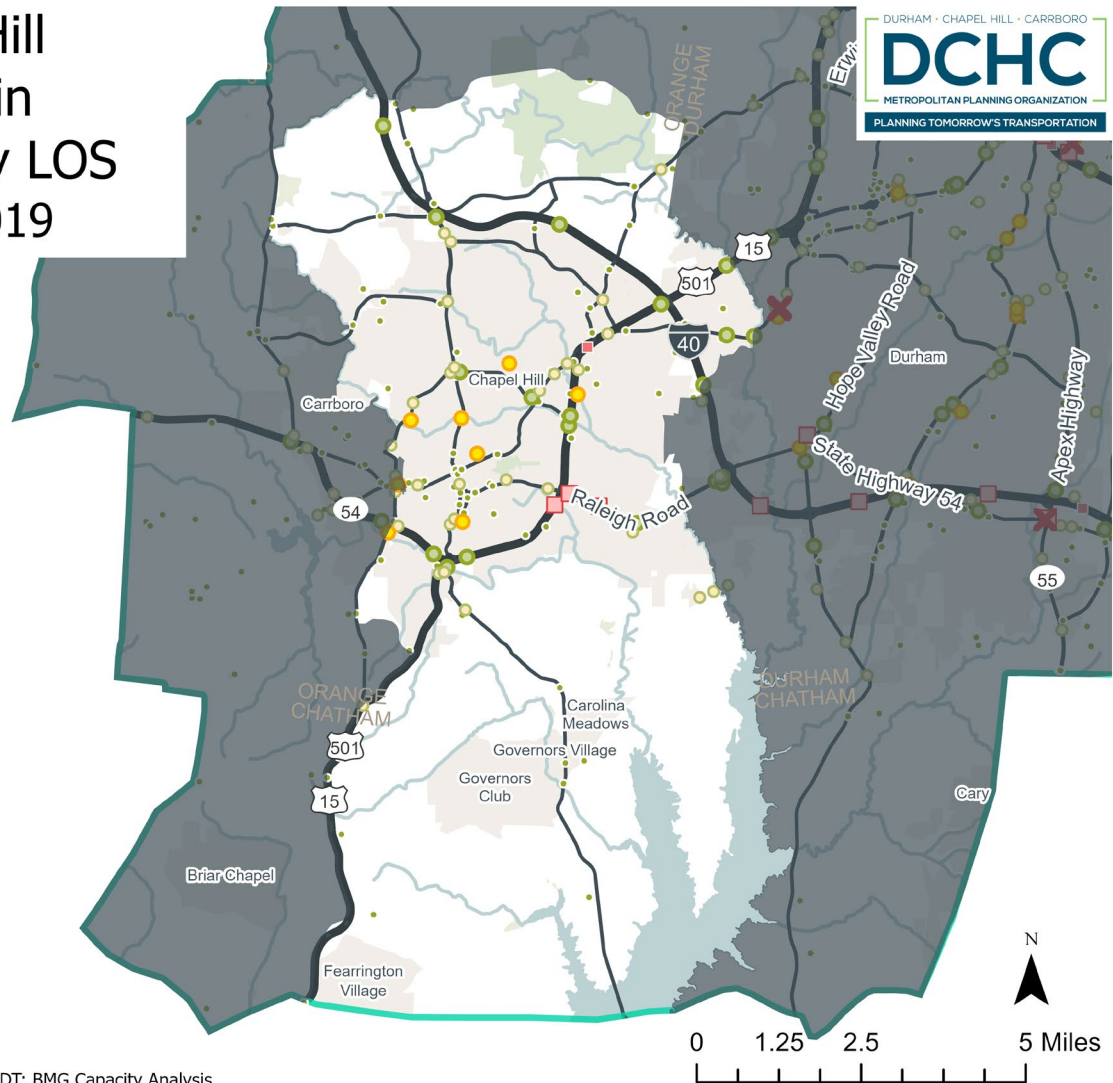 Hill
in
y LOS
019
DURHAM · CHAPEL HILL · CARRBORO
DCHC
METROPOLITAN PLANNING ORGANIZATION
PLANNING TOMORROW'S TRANSPORTATION
Erwi
ORANGE
DURHAM
15
501
40
Hope Valley Road
Durham
Apex Highway
Chapel Hill
Carrboro
State Highway 54
Raleigh Road
54
55
ORANGE
CHATHAM
DURHAM
CHATHAM
501
15
Carolina
Meadows
Governors Village
Governors
Club
Cary
Briar Chapel
Fearrington
Village
N
0 1.25 2.5 5 Miles
DT; BMG Capacity Analysis